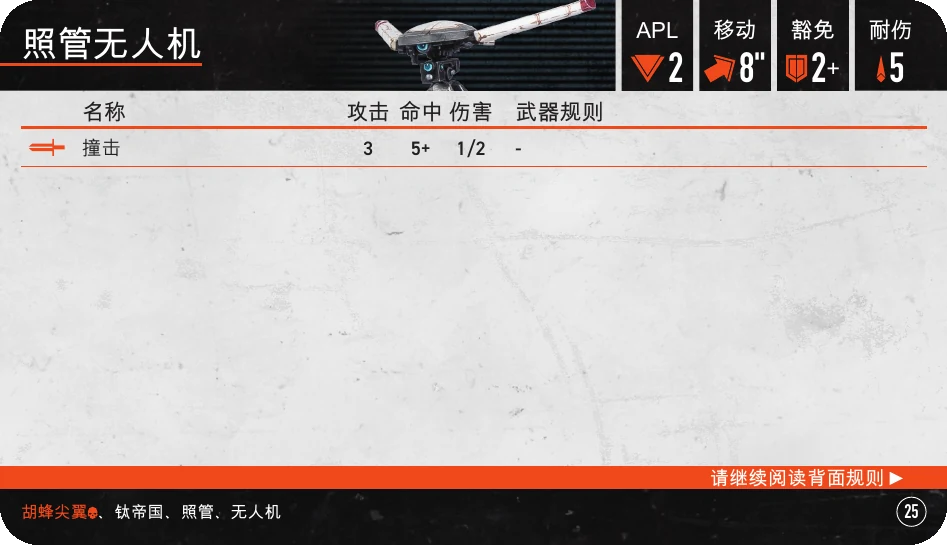 照管无人机
APL 移动 豁免 耐伤
2 8" 2+ 5
名称 攻击 命中 伤害 武器规则
撞击 3 5+ 1/2 -
请继续阅读背面规则▶
胡蜂尖翼、钛帝国、照管、无人机
25